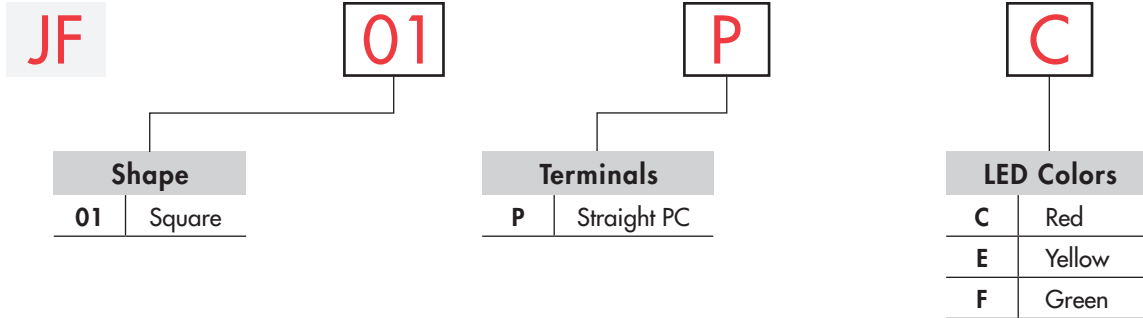 JF 01 P C
Shape Terminals LED Colors
01 Square P Straight PC C Red
E Yellow
F Green